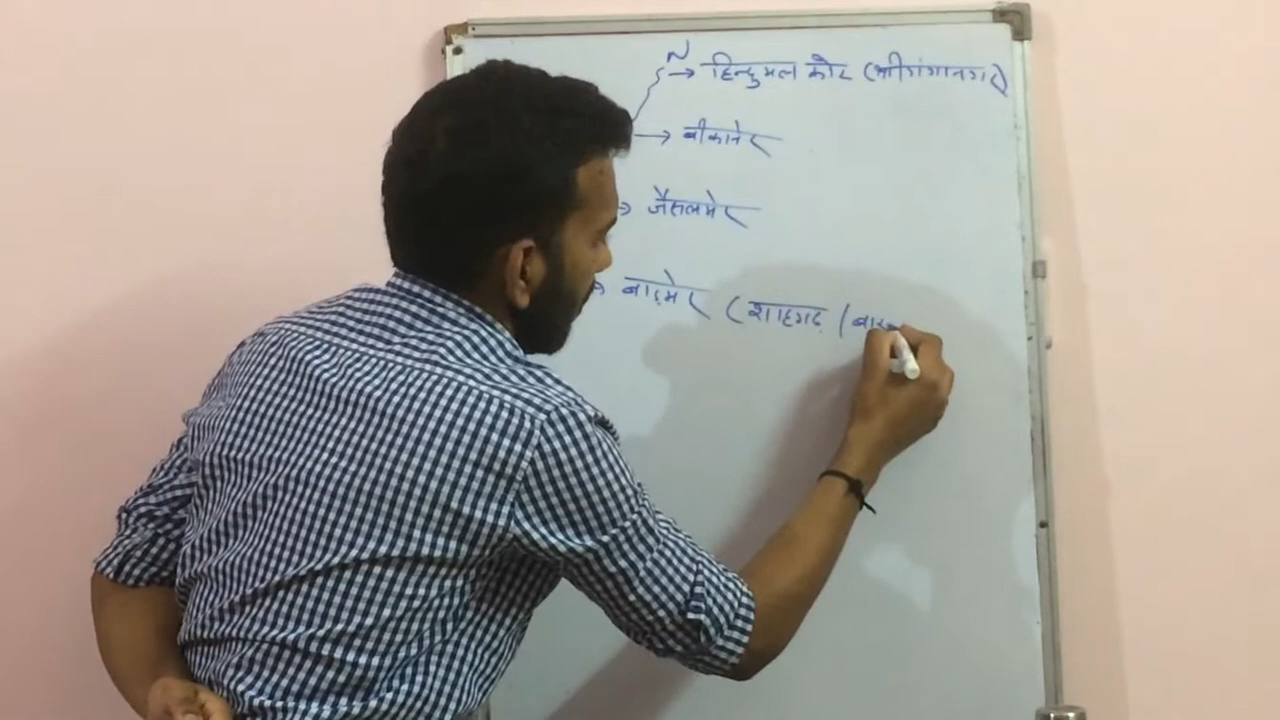 N
→ हिन्दुमल कोट (श्रीगंगानगर)
→ बीकानेर
→ जैसलमेर
→ बाड़मेर (शाहगढ़ /